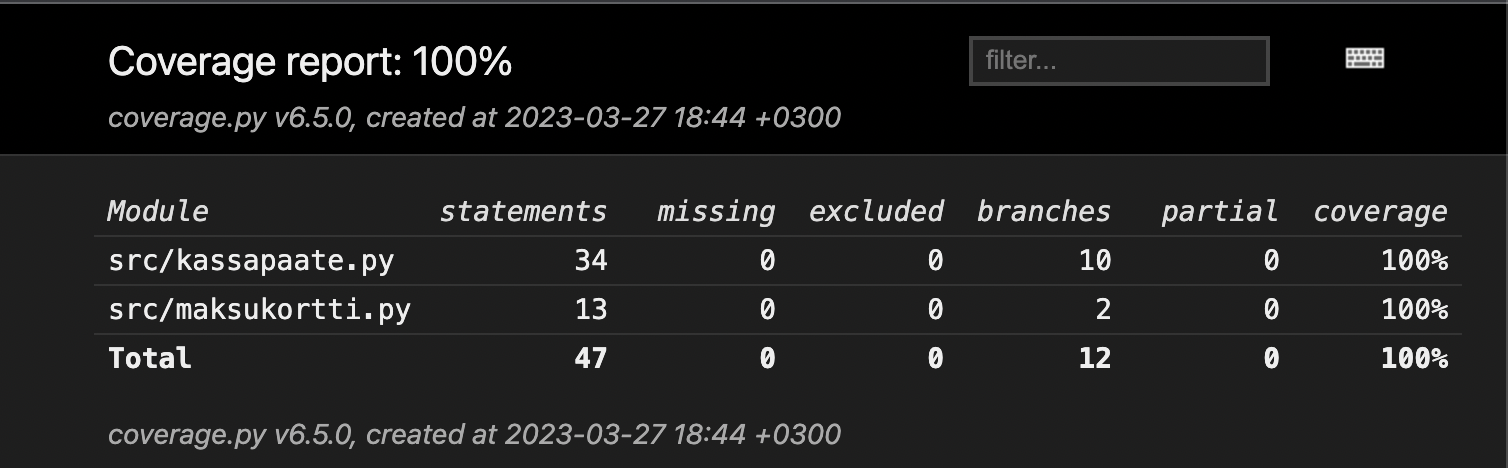 Coverage report: 100%
filter...
coverage.py v6.5.0, created at 2023-03-27 18:44 +0300
Module statements missing excluded branches partial coverage
src/kassapaate.py 34 0 0 10 0 100%
src/maksukortti.py 13 0 0 2 0 100%
Total 47 0 0 12 0 100%
coverage.py v6.5.0, created at 2023-03-27 18:44 +0300